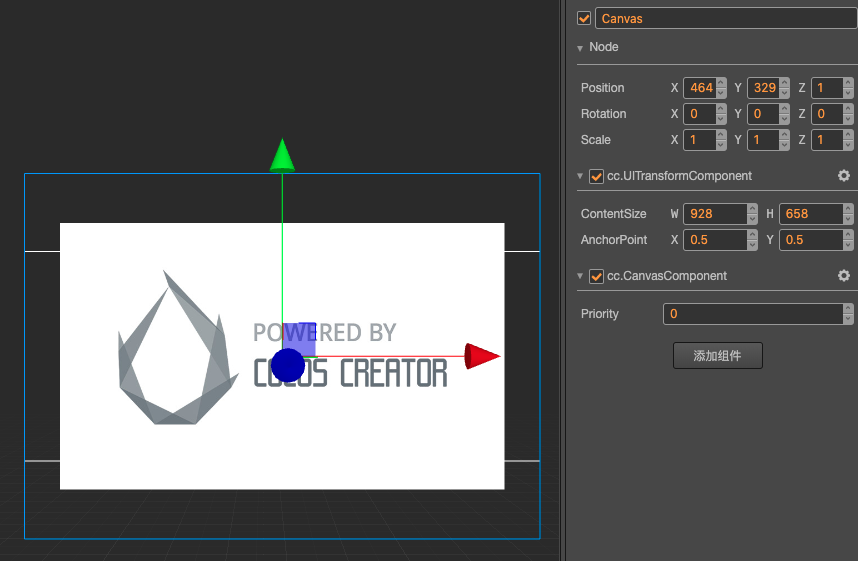 Canvas
Node
Position X 464 Y 329 Z 1
Rotation X 0 Y 0 Z 0
Scale X 1 Y 1 Z 1
cc.UITransformComponent
ContentSize W 928 H 658
AnchorPoint X 0.5 Y 0.5
cc.CanvasComponent
Priority 0
添加组件
POWERED BY
COCOS CREATOR